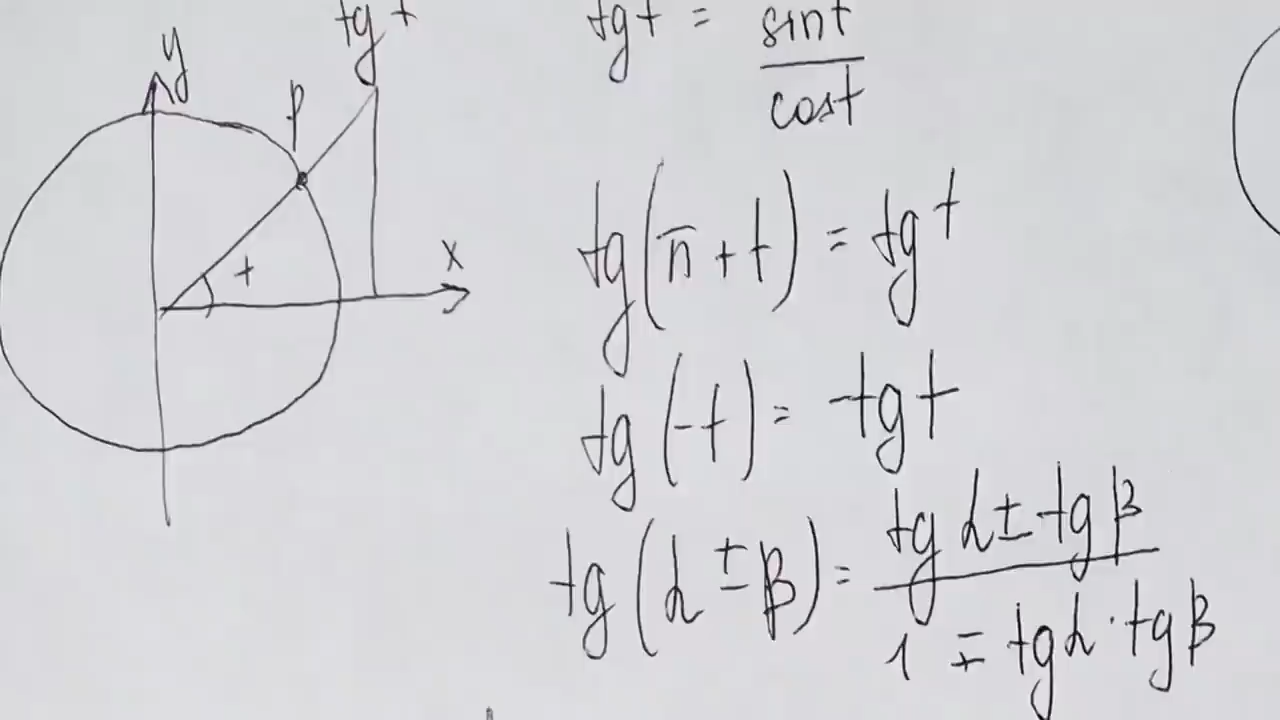 y
tg t
P
t
x
tg t = sin t / cos t
tg(π + t) = tg t
tg(-t) = -tg t
tg(α ± β) = tg α ± tg β / 1 ∓ tg α · tg β